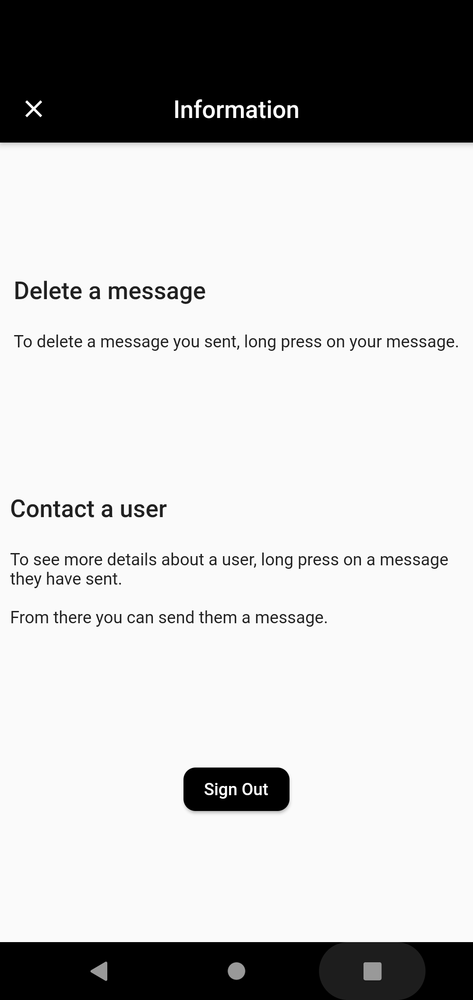 Information
Delete a message
To delete a message you sent, long press on your message.
Contact a user
To see more details about a user, long press on a message
they have sent.
From there you can send them a message.
Sign Out